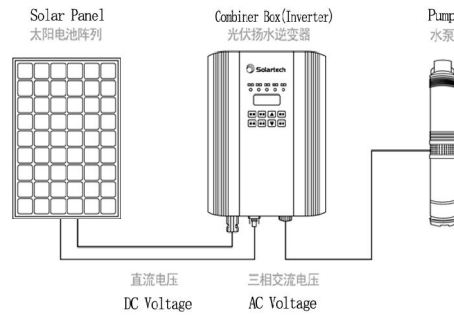 Solar Panel
太阳电池阵列
Combiner Box(Inverter)
光伏扬水逆变器
Pump
水泵
Solartech
直流电压
DC Voltage
三相交流电压
AC Voltage